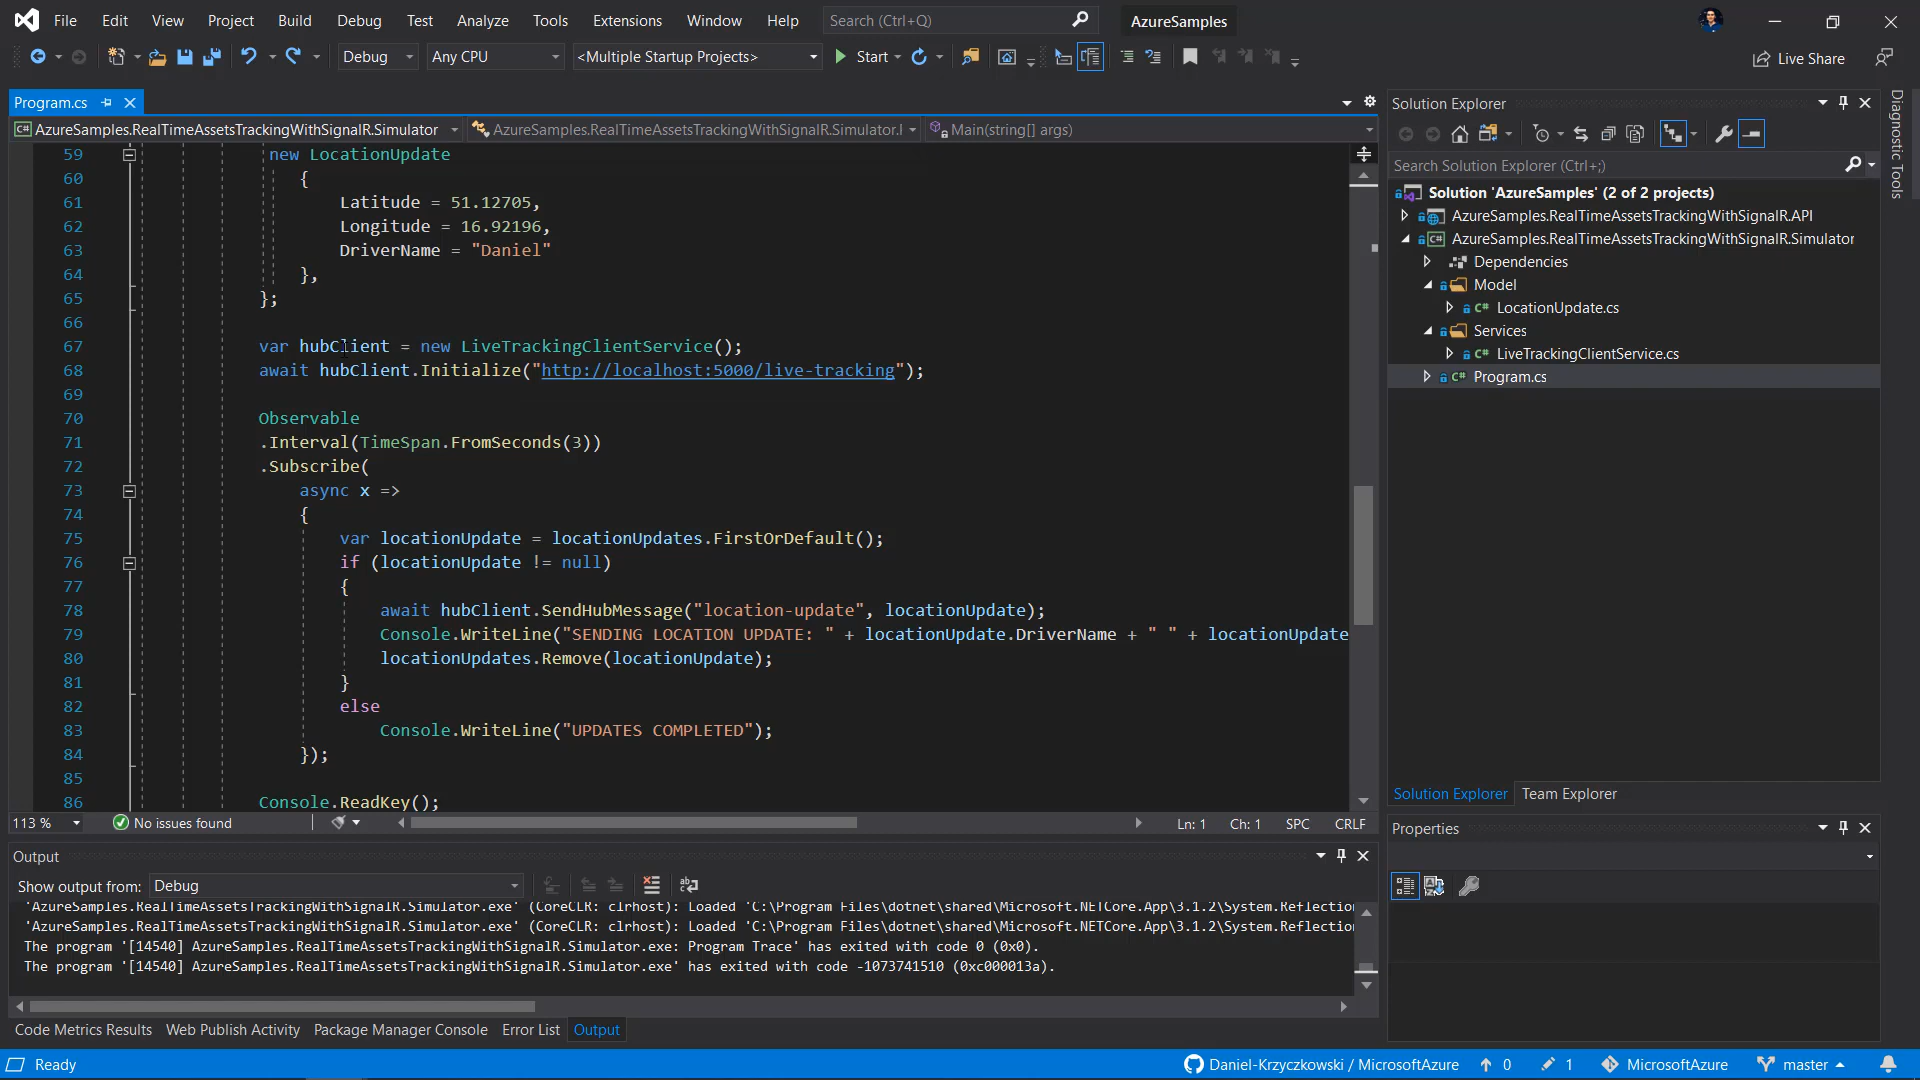 File Edit View Project Build Debug Test Analyze Tools Extensions Window Help Search (Ctrl+Q) AzureSamples
Debug Any CPU <Multiple Startup Projects> Start Live Share
Program.cs
AzureSamples.RealTimeAssetsTrackingWithSignalR.Simulator AzureSamples.RealTimeAssetsTrackingWithSignalR.Simulator.I Main(string[] args)
59 new LocationUpdate
60 {
61 Latitude = 51.12705,
62 Longitude = 16.92196,
63 DriverName = "Daniel"
64 },
65 };
66
67 var hubClient = new LiveTrackingClientService();
68 await hubClient.Initialize("http://localhost:5000/live-tracking");
69
70 Observable
71 .Interval(TimeSpan.FromSeconds(3))
72 .Subscribe(
73 async x =>
74 {
75 var locationUpdate = locationUpdates.FirstOrDefault();
76 if (locationUpdate != null)
77 {
78 await hubClient.SendHubMessage("location-update", locationUpdate);
79 Console.WriteLine("SENDING LOCATION UPDATE: " + locationUpdate.DriverName + " " + locationUpdate
80 locationUpdates.Remove(locationUpdate);
81 }
82 else
83 Console.WriteLine("UPDATES COMPLETED");
84 });
85
86 Console.ReadKey();
113 % No issues found Ln: 1 Ch: 1 SPC CRLF
Output
Show output from: Debug
'AzureSamples.RealTimeAssetsTrackingWithSignalR.Simulator.exe' (CoreCLR: clrhost): Loaded 'C:\Program Files\dotnet\shared\Microsoft.NETCore.App\3.1.2\System.Reflection
'AzureSamples.RealTimeAssetsTrackingWithSignalR.Simulator.exe' (CoreCLR: clrhost): Loaded 'C:\Program Files\dotnet\shared\Microsoft.NETCore.App\3.1.2\System.Reflection
The program '[14540] AzureSamples.RealTimeAssetsTrackingWithSignalR.Simulator.exe: Program Trace' has exited with code 0 (0x0).
The program '[14540] AzureSamples.RealTimeAssetsTrackingWithSignalR.Simulator.exe' has exited with code -1073741510 (0xc000013a).
Code Metrics Results Web Publish Activity Package Manager Console Error List Output
Solution Explorer
Search Solution Explorer (Ctrl+;)
Solution 'AzureSamples' (2 of 2 projects)
AzureSamples.RealTimeAssetsTrackingWithSignalR.API
AzureSamples.RealTimeAssetsTrackingWithSignalR.Simulator
Dependencies
Model
C# LocationUpdate.cs
Services
C# LiveTrackingClientService.cs
C# Program.cs
Solution Explorer Team Explorer
Properties
Diagnostic Tools
Ready Daniel-Krzyczkowski / MicrosoftAzure 0 1 MicrosoftAzure master